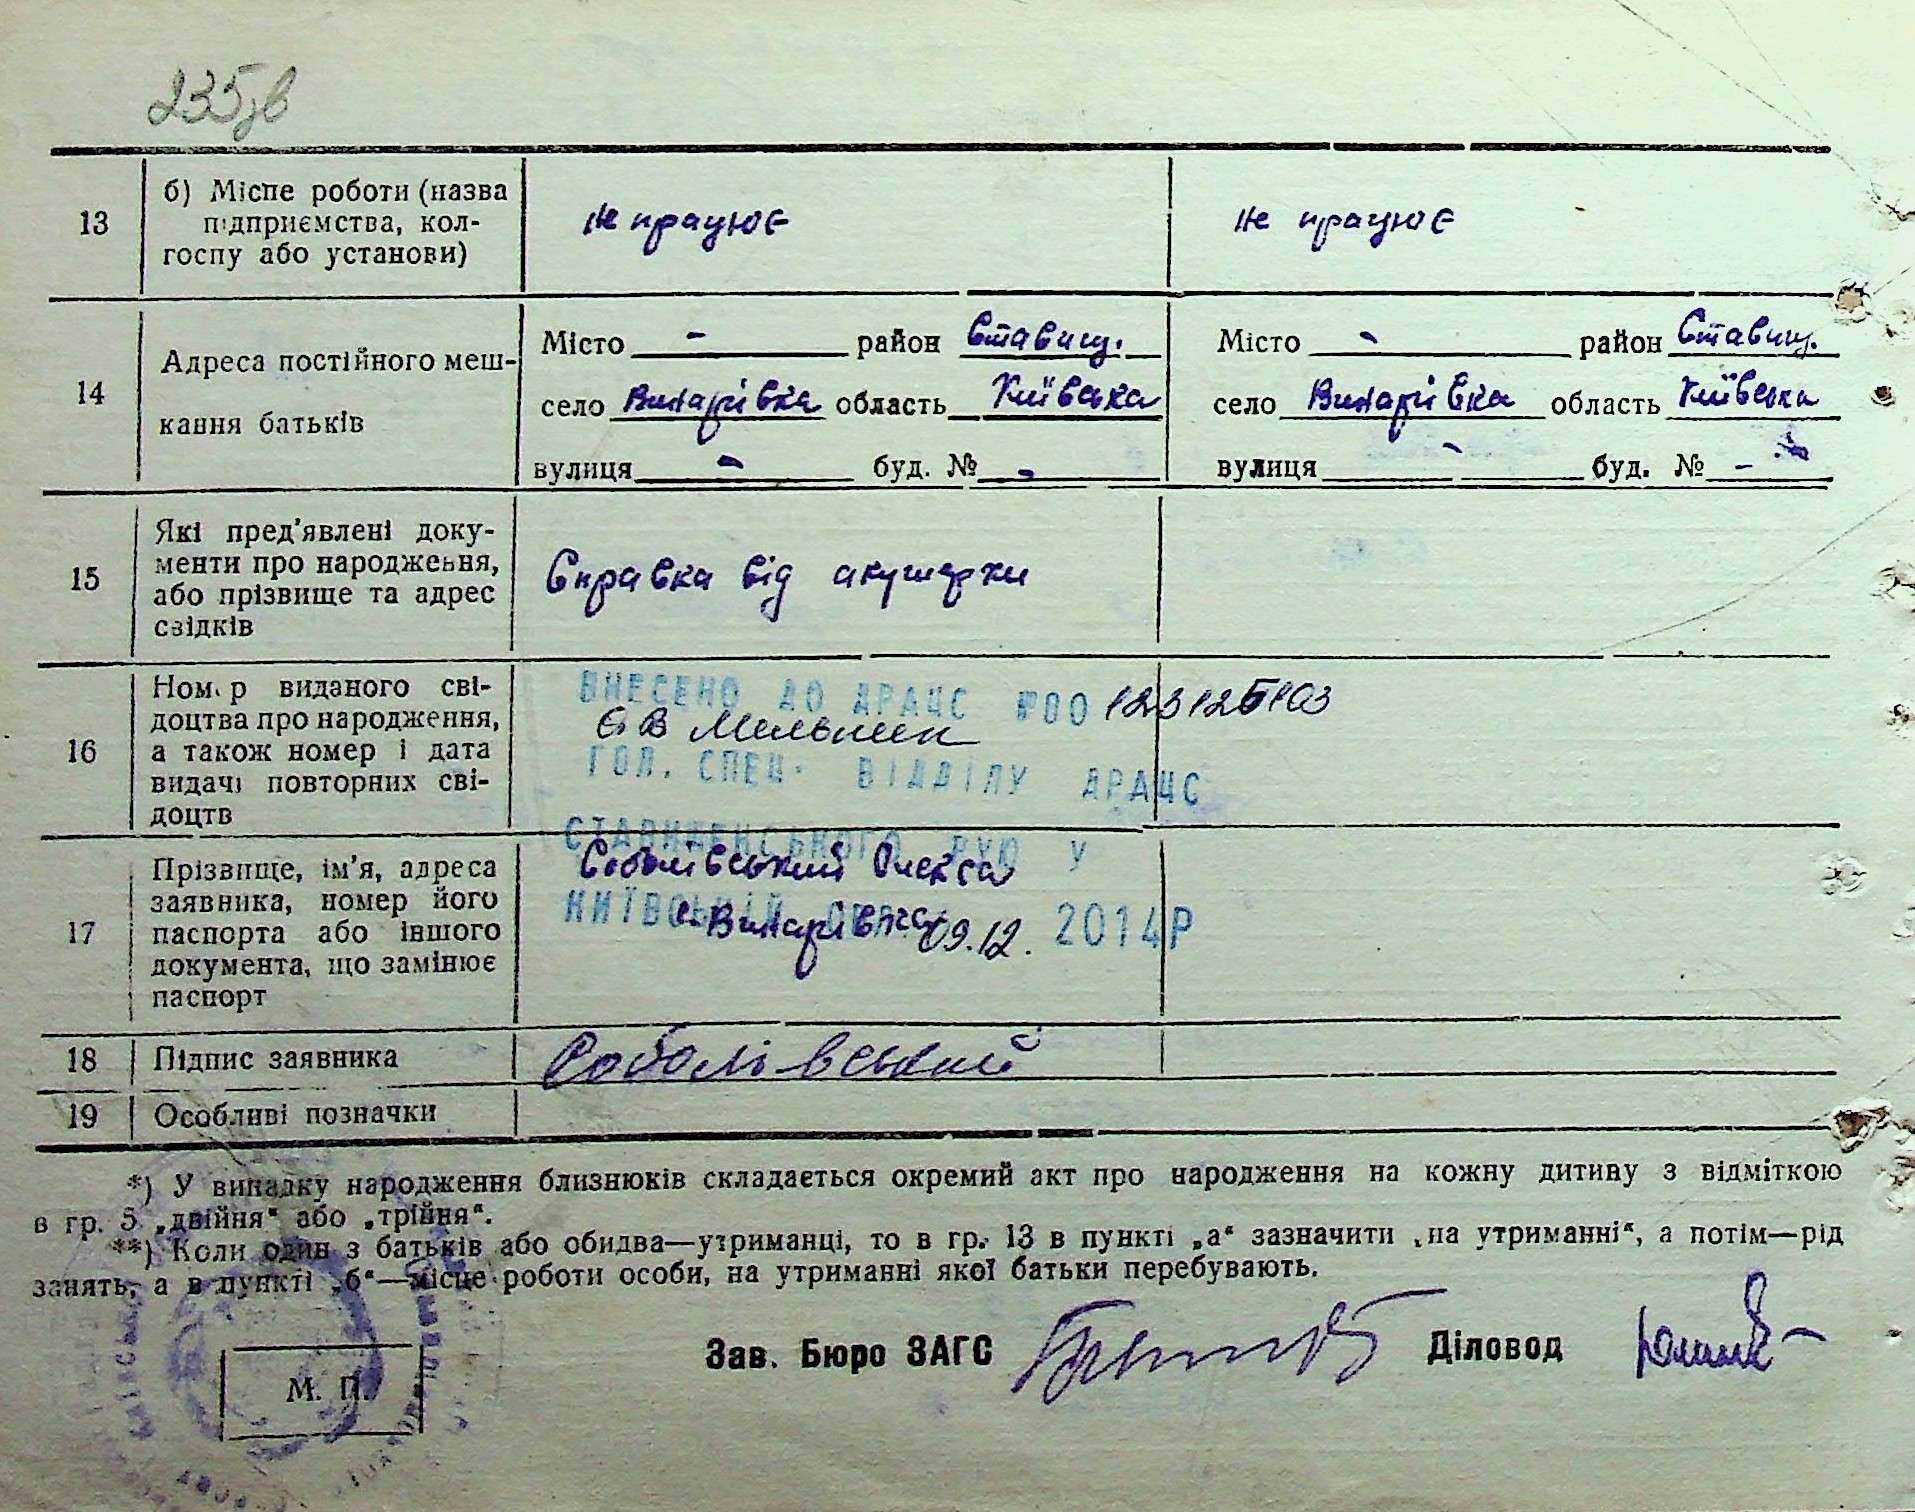 235зв
13
б) Місце роботи (назва
підприємства, кол-
госпу або установи)
не працює
не працює
14
Адреса постійного меш-
кання батьків
Місто - район Ставищ.
село Винарівка область Київська
вулиця - буд. № -
Місто - район Ставищ.
село Винарівка область Київська
вулиця - буд. № -
15
Які пред'явлені доку-
менти про народження,
або прізвище та адрес
свідків
Справка від акушерки
16
Номер виданого сві-
доцтва про народження,
а також номер і дата
видачі повторних сві-
доцтв
ВНЕСЕНО ДО ДРАЦС №00123125103
Є В Мельник
ГОЛ. СПЕЦ. ВІДДІЛУ ДРАЦС
СТАВИЩЕНСЬКОГО РУЮ У
КИЇВСЬКІЙ ОБЛ. 09.12. 2014Р
17
Прізвище, ім'я, адреса
заявника, номер його
паспорта або іншого
документа, що замінює
паспорт
Соболівський Олекса
с. Винарівка
18
Підпис заявника
Соболівський
19
Особливі позначки
*) У випадку народження близнюків складається окремий акт про народження на кожну дитину з відміткою
в гр. 5 „двійня“ або „трійня“.
**) Коли один з батьків або обидва—утриманці, то в гр. 13 в пункті „а“ зазначити „на утриманні“, а потім—рід
занять, а в пункті „б“—місце роботи особи, на утриманні якої батьки перебувають.
Зав. Бюро ЗАГС
Діловод
М. П.